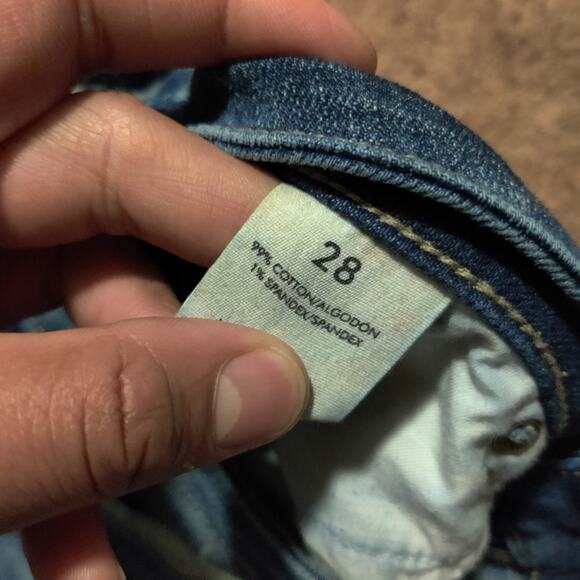 28
99% COTTON/ALGODON
1% SPANDEX/SPANDEX